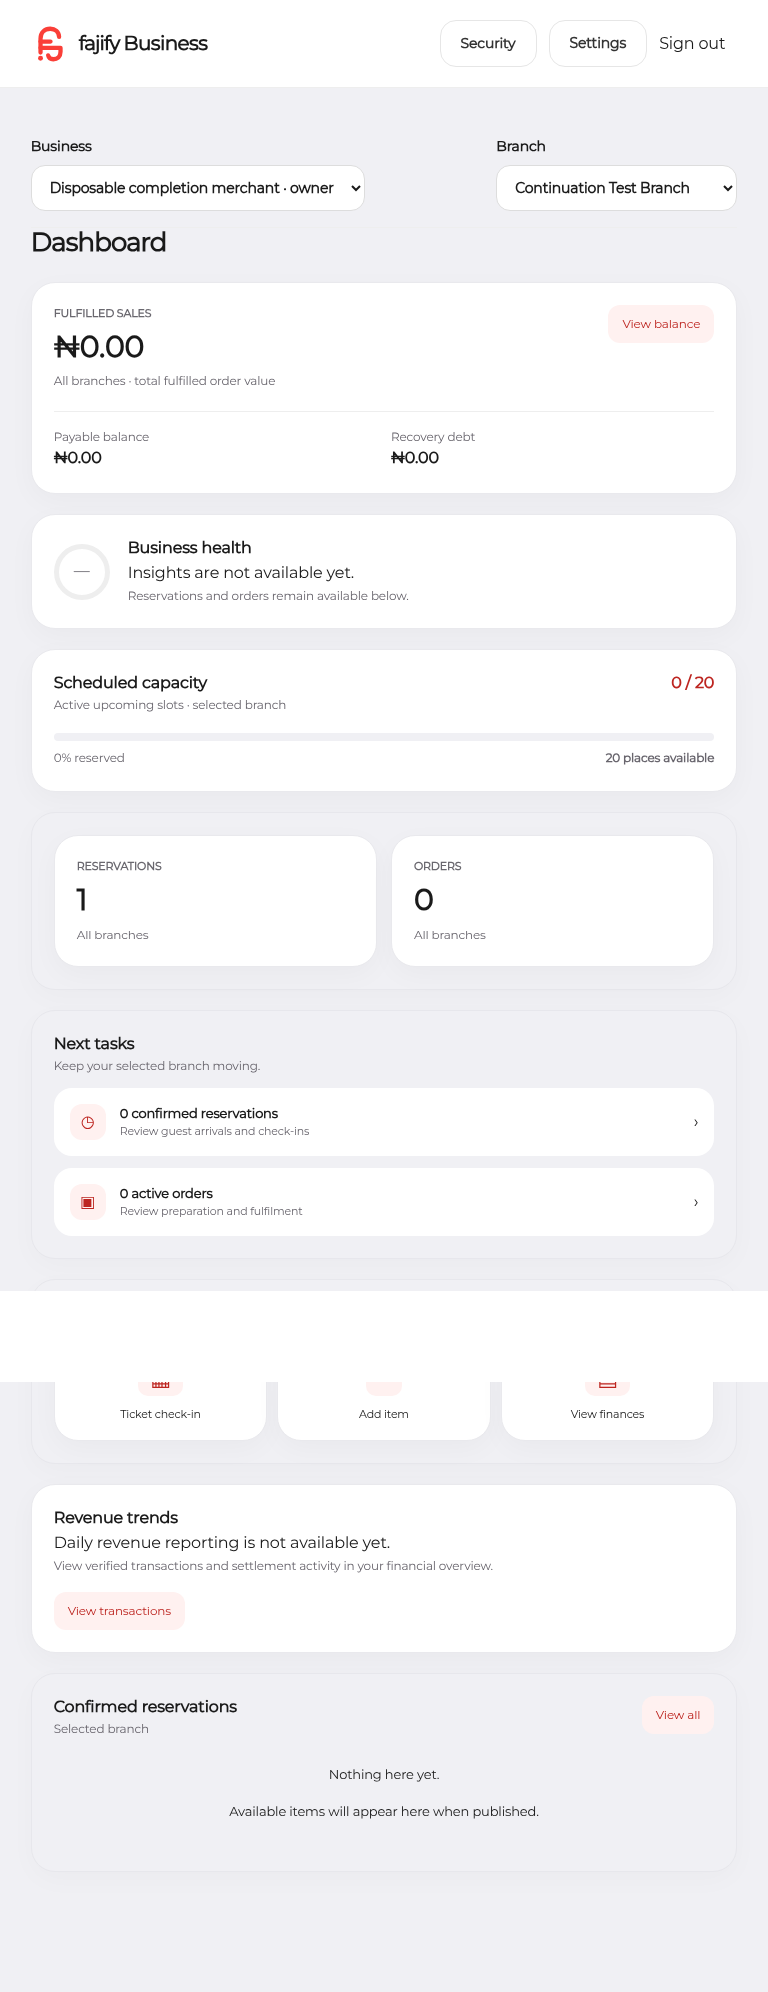 fajify Business
Security
Settings
Sign out
Business
Branch
Disposable completion merchant · owner
Continuation Test Branch
Dashboard
FULFILLED SALES
View balance
₦0.00
All branches · total fulfilled order value
Payable balance
Recovery debt
₦0.00
₦0.00
—
Business health
Insights are not available yet.
Reservations and orders remain available below.
Scheduled capacity
0 / 20
Active upcoming slots · selected branch
0% reserved
20 places available
RESERVATIONS
ORDERS
1
0
All branches
All branches
Next tasks
Keep your selected branch moving.
0 confirmed reservations
Review guest arrivals and check-ins
›
0 active orders
Review preparation and fulfilment
›
Ticket check-in
Add item
View finances
Revenue trends
Daily revenue reporting is not available yet.
View verified transactions and settlement activity in your financial overview.
View transactions
Confirmed reservations
View all
Selected branch
Nothing here yet.
Available items will appear here when published.